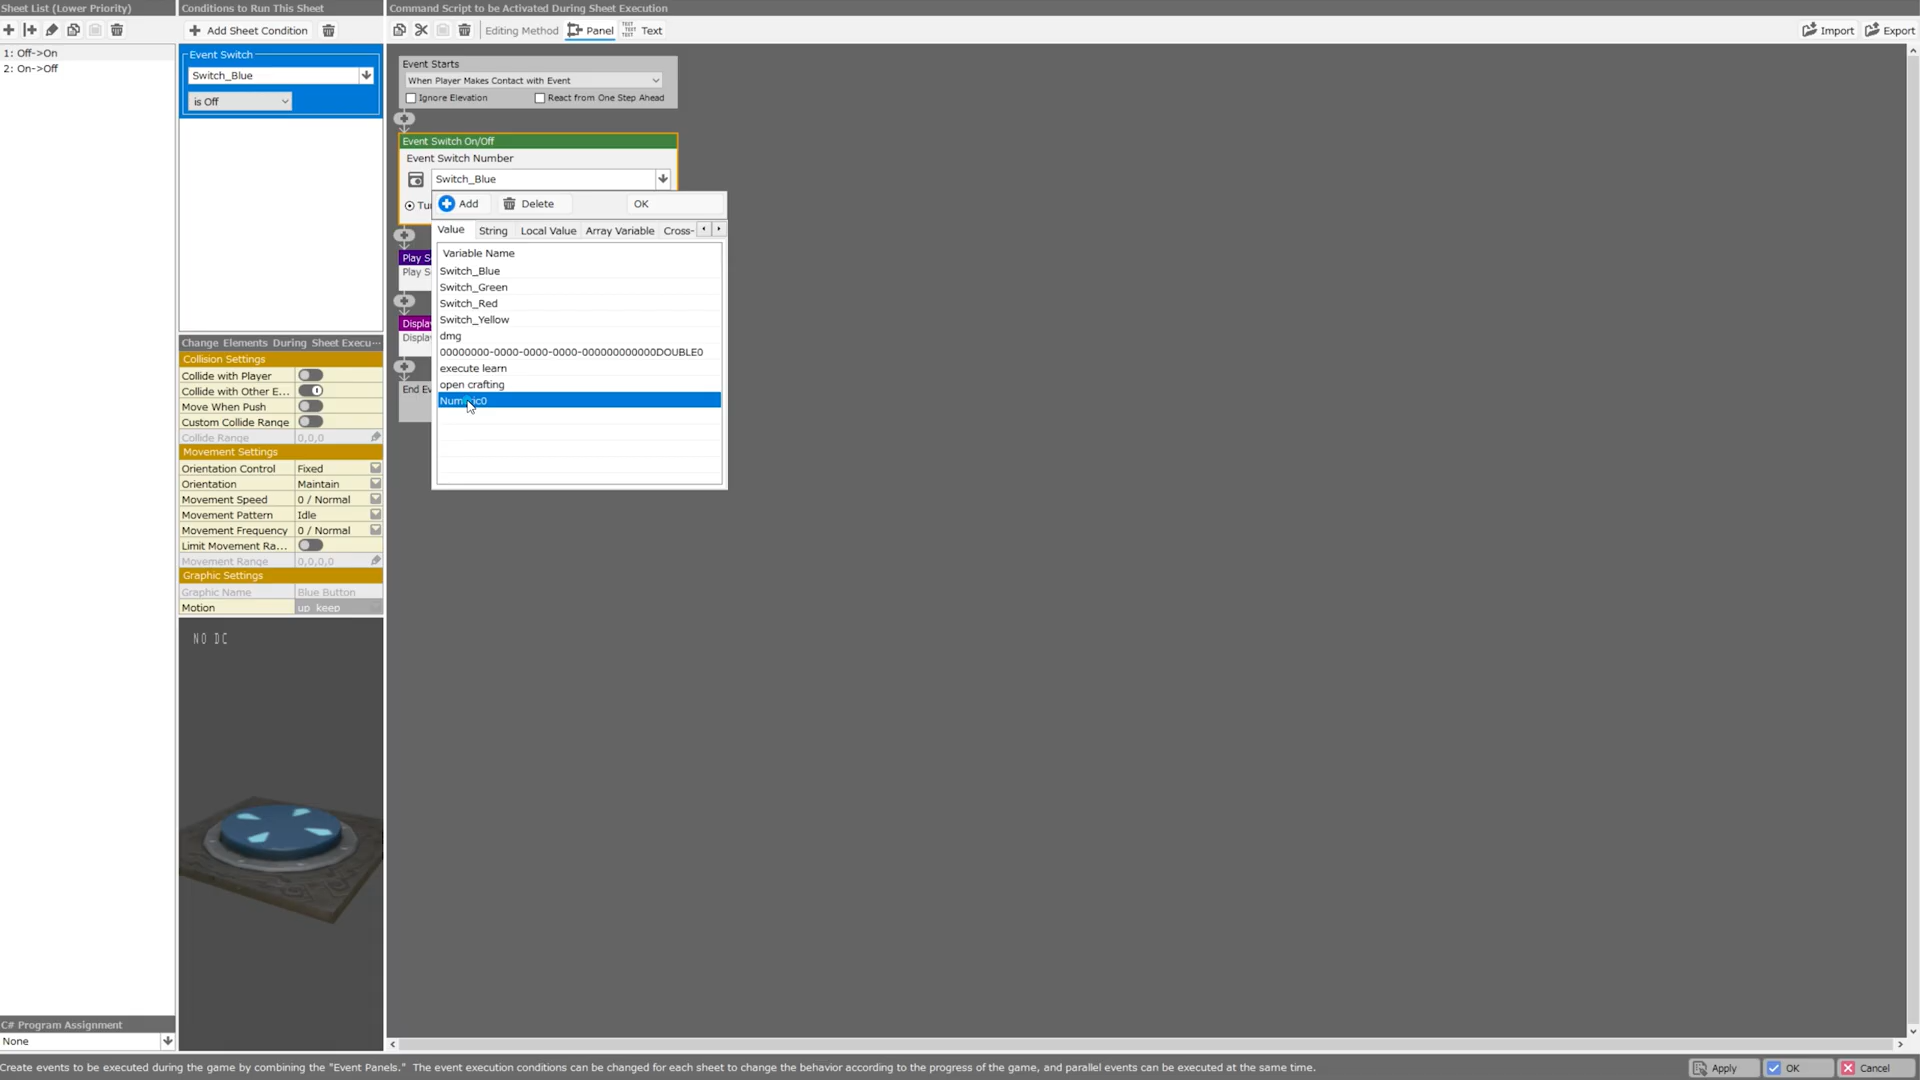 Sheet List (Lower Priority)
1: Off->On
2: On->Off
C# Program Assignment
None
Conditions to Run This Sheet
Add Sheet Condition
Event Switch
Switch_Blue
is Off
Change Elements During Sheet Execu···
Collision Settings
Collide with Player
Collide with Other E...
Move When Push
Custom Collide Range
Collide Range 0,0,0
Movement Settings
Orientation Control Fixed
Orientation Maintain
Movement Speed 0 / Normal
Movement Pattern Idle
Movement Frequency 0 / Normal
Limit Movement Ra...
Movement Range 0,0,0,0
Graphic Settings
Graphic Name Blue Button
Motion up_keep
NO DC
Command Script to be Activated During Sheet Execution
Editing Method Panel TEXT TEXT TEXT Text Import Export
Event Starts
When Player Makes Contact with Event
Ignore Elevation React from One Step Ahead
Event Switch On/Off
Event Switch Number
Switch_Blue
Tu
Play S
Play S
Displa
Displa
End Ev
Add Delete OK
Value String Local Value Array Variable Cross-
Variable Name
Switch_Blue
Switch_Green
Switch_Red
Switch_Yellow
dmg
00000000-0000-0000-0000-000000000000DOUBLE0
execute learn
open crafting
Numeric0
Create events to be executed during the game by combining the "Event Panels." The event execution conditions can be changed for each sheet to change the behavior according to the progress of the game, and parallel events can be executed at the same time.
Apply OK Cancel